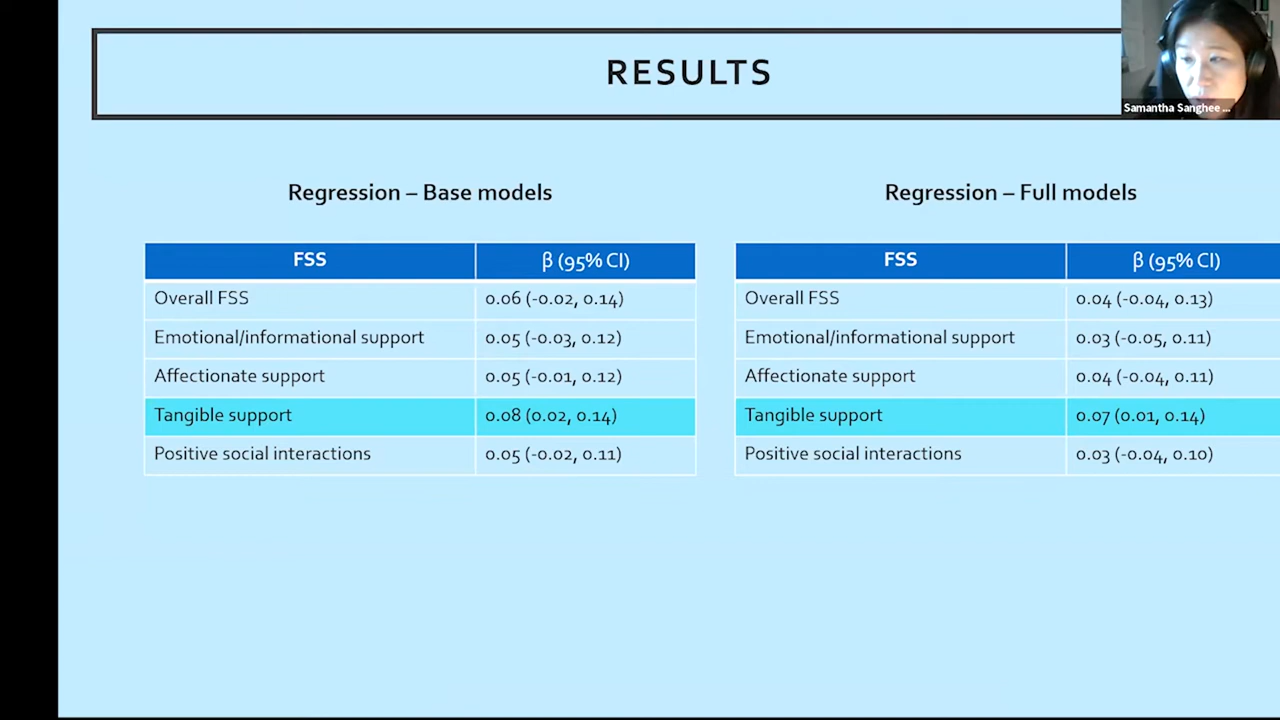 RESULTS
Samantha Sanghee ...
Regression – Base models
FSS β (95% CI)
Overall FSS 0.06 (-0.02, 0.14)
Emotional/informational support 0.05 (-0.03, 0.12)
Affectionate support 0.05 (-0.01, 0.12)
Tangible support 0.08 (0.02, 0.14)
Positive social interactions 0.05 (-0.02, 0.11)
Regression – Full models
FSS β (95% CI)
Overall FSS 0.04 (-0.04, 0.13)
Emotional/informational support 0.03 (-0.05, 0.11)
Affectionate support 0.04 (-0.04, 0.11)
Tangible support 0.07 (0.01, 0.14)
Positive social interactions 0.03 (-0.04, 0.10)